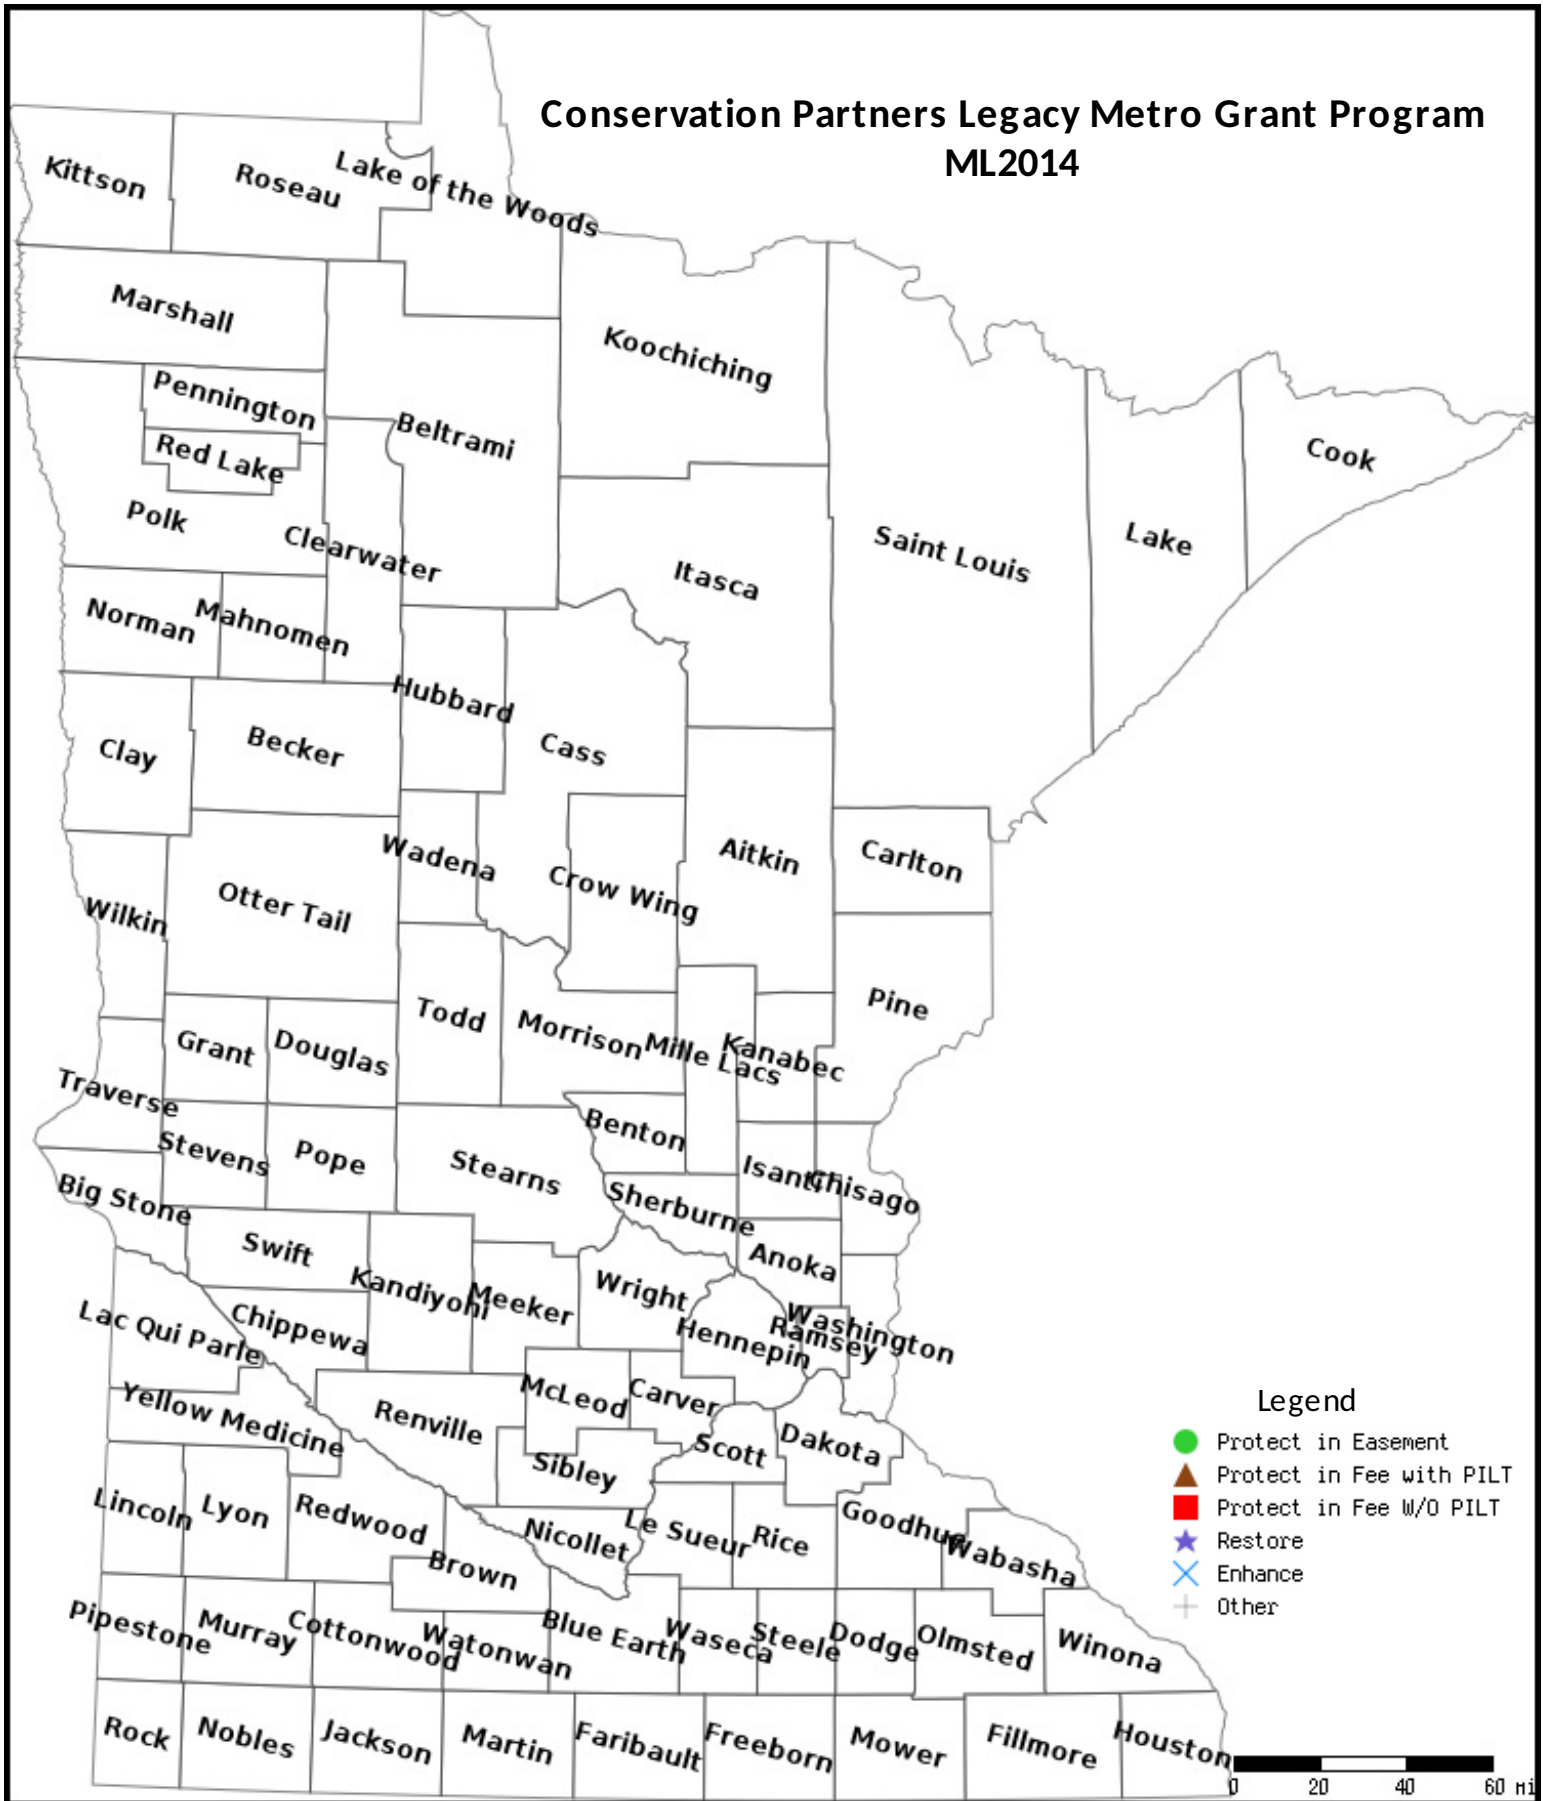 Conservation Partners Legacy Metro Grant Program
ML2014
Kittson
Roseau
Lake of the Woods
Marshall
Koochiching
Pennington
Beltrami
Red Lake
Cook
Polk
Clearwater
Saint Louis
Lake
Itasca
Norman
Mahnomen
Hubbard
Clay
Becker
Cass
Wadena
Aitkin
Carlton
Otter Tail
Crow Wing
Wilkin
Todd
Morrison
Pine
Grant
Douglas
Mille Lacs
Kanabec
Traverse
Benton
Stevens
Pope
Stearns
Isanti
Chisago
Big Stone
Sherburne
Swift
Anoka
Kandiyohi
Meeker
Wright
Lac Qui Parle
Chippewa
Hennepin
Ramsey
Washington
Yellow Medicine
Renville
McLeod
Carver
Scott
Dakota
Sibley
Lincoln
Lyon
Redwood
Nicollet
Le Sueur
Rice
Goodhue
Wabasha
Brown
Pipestone
Murray
Cottonwood
Watonwan
Blue Earth
Waseca
Steele
Dodge
Olmsted
Winona
Rock
Nobles
Jackson
Martin
Faribault
Freeborn
Mower
Fillmore
Houston
Legend
Protect in Easement
Protect in Fee with PILT
Protect in Fee W/O PILT
Restore
Enhance
Other
0 20 40 60 mi